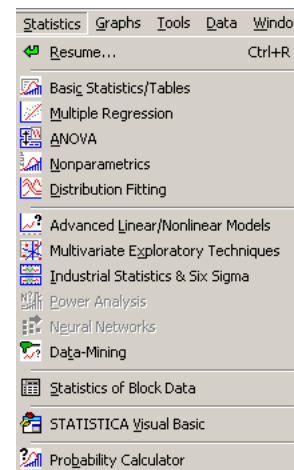 Statistics Graphs Tools Data Windo
Resume... Ctrl+R
Basic Statistics/Tables
Multiple Regression
ANOVA
Nonparametrics
Distribution Fitting
Advanced Linear/Nonlinear Models
Multivariate Exploratory Techniques
Industrial Statistics & Six Sigma
Power Analysis
Neural Networks
Data-Mining
Statistics of Block Data
STATISTICA Visual Basic
Probability Calculator